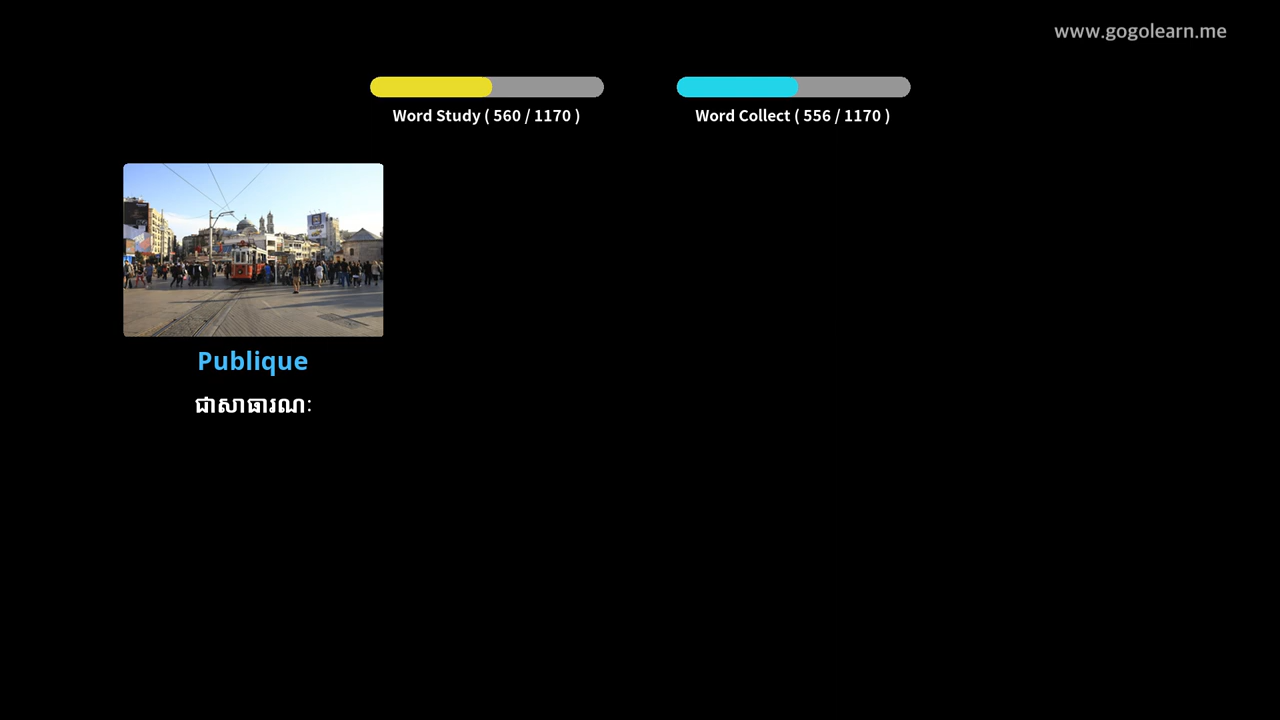 www.gogolearn.me
Word Study ( 560 / 1170 )
Word Collect ( 556 / 1170 )
Publique
ជាសាធារណៈ